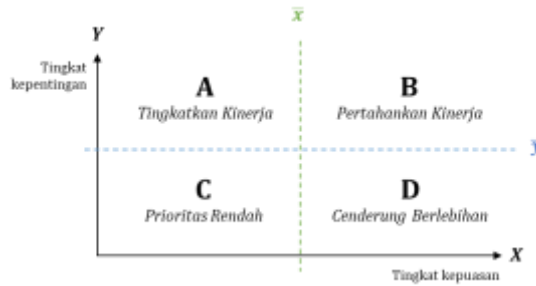 x̅
Y
Tingkat
kepentingan
A
Tingkatkan Kinerja
B
Pertahankan Kinerja
C
Prioritas Rendah
D
Cenderung Berlebihan
X
Tingkat kepuasan